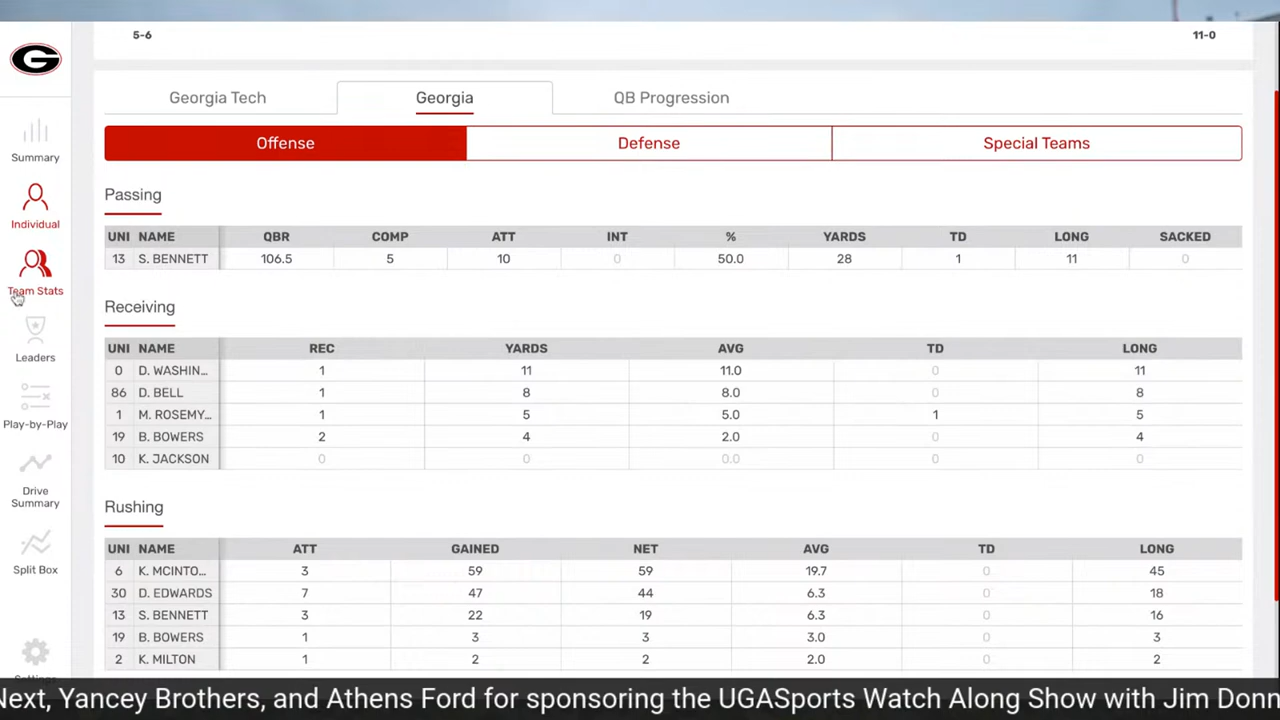 5-6 11-0
Georgia Tech Georgia QB Progression
Offense Defense Special Teams
G
Summary
Individual
Team Stats
Leaders
Play-by-Play
Drive
Summary
Split Box
Passing
UNI NAME QBR COMP ATT INT % YARDS TD LONG SACKED
13 S. BENNETT 106.5 5 10 0 50.0 28 1 11 0
Receiving
UNI NAME REC YARDS AVG TD LONG
0 D. WASHIN... 1 11 11.0 0 11
86 D. BELL 1 8 8.0 0 8
1 M. ROSEMY... 1 5 5.0 1 5
19 B. BOWERS 2 4 2.0 0 4
10 K. JACKSON 0 0 0.0 0 0
Rushing
UNI NAME ATT GAINED NET AVG TD LONG
6 K. MCINTO... 3 59 59 19.7 0 45
30 D. EDWARDS 7 47 44 6.3 0 18
13 S. BENNETT 3 22 19 6.3 0 16
19 B. BOWERS 1 3 3 3.0 0 3
2 K. MILTON 1 2 2 2.0 0 2
Next, Yancey Brothers, and Athens Ford for sponsoring the UGASports Watch Along Show with Jim Donn